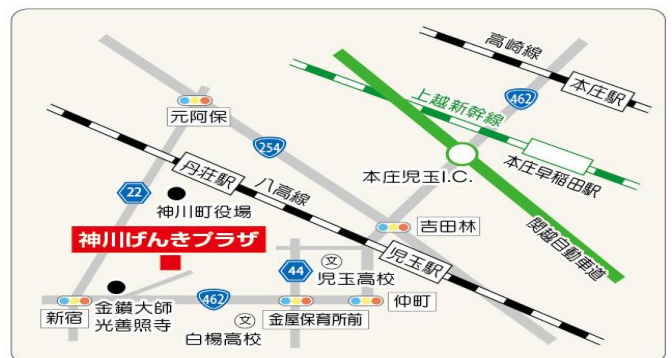 高崎線
本庄駅
462
上越新幹線
元阿保
254
本庄早稲田駅
本庄児玉I.C.
丹荘駅
八高線
22
神川町役場
関越自動車道
吉田林
神川げんきプラザ
児玉駅
文
児玉高校
44
462
仲町
新宿
金鑚大師
光善照寺
文
白楊高校
金屋保育所前